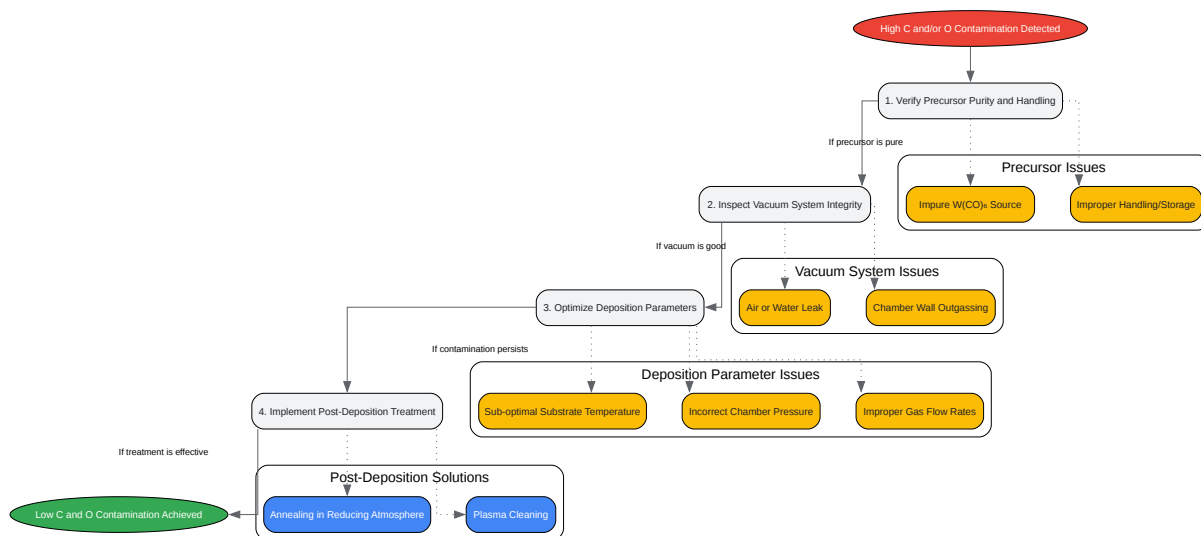 High C and/or O Contamination Detected
1. Verify Precursor Purity and Handling
If precursor is pure
Precursor Issues
Impure W(CO)₆ Source
Improper Handling/Storage
2. Inspect Vacuum System Integrity
If vacuum is good
Vacuum System Issues
Air or Water Leak
Chamber Wall Outgassing
3. Optimize Deposition Parameters
If contamination persists
Deposition Parameter Issues
Sub-optimal Substrate Temperature
Incorrect Chamber Pressure
Improper Gas Flow Rates
4. Implement Post-Deposition Treatment
If treatment is effective
Post-Deposition Solutions
Annealing in Reducing Atmosphere
Plasma Cleaning
Low C and O Contamination Achieved